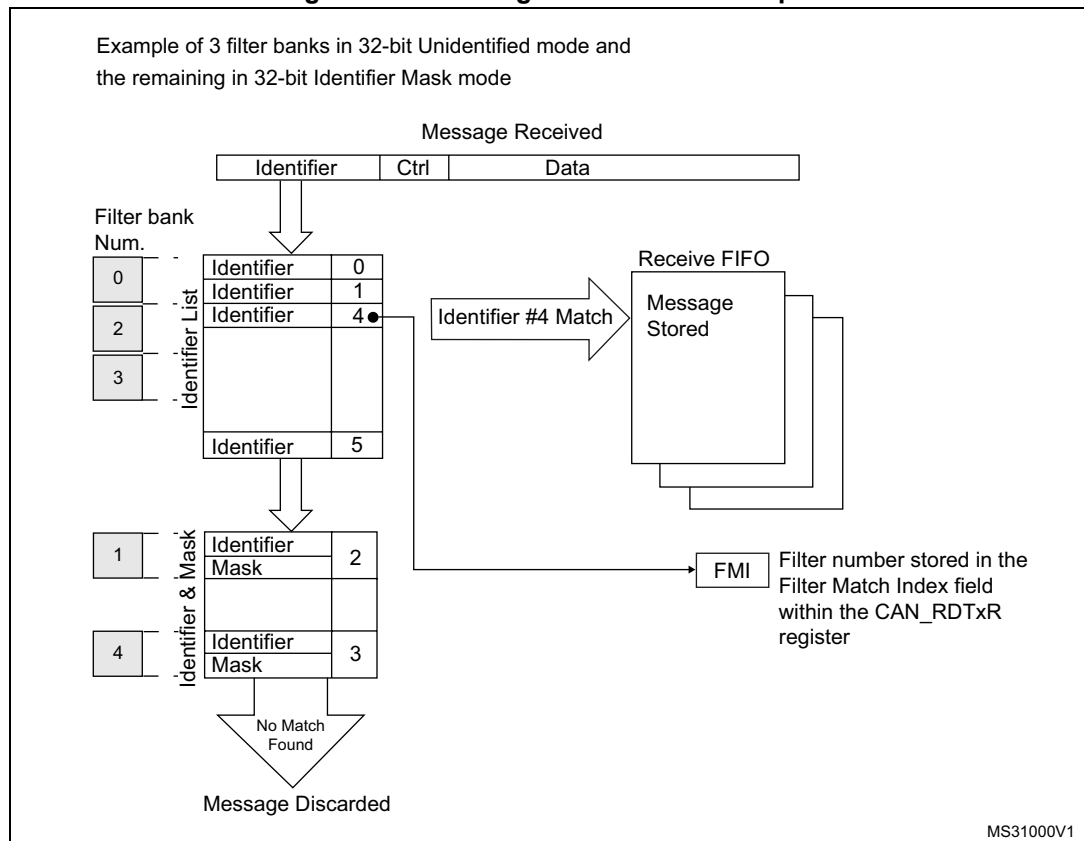 Example of 3 filter banks in 32-bit Unidentified mode and
the remaining in 32-bit Identifier Mask mode
Message Received
Identifier Ctrl Data
Filter bank
Num.
0
2
3
Identifier List
Identifier 0
Identifier 1
Identifier 4
Identifier 5
Identifier #4 Match
Receive FIFO
Message
Stored
1
4
Identifier & Mask
Identifier
Mask
2
Identifier
Mask
3
FMI
Filter number stored in the
Filter Match Index field
within the CAN_RDTxR
register
No Match
Found
Message Discarded
MS31000V1